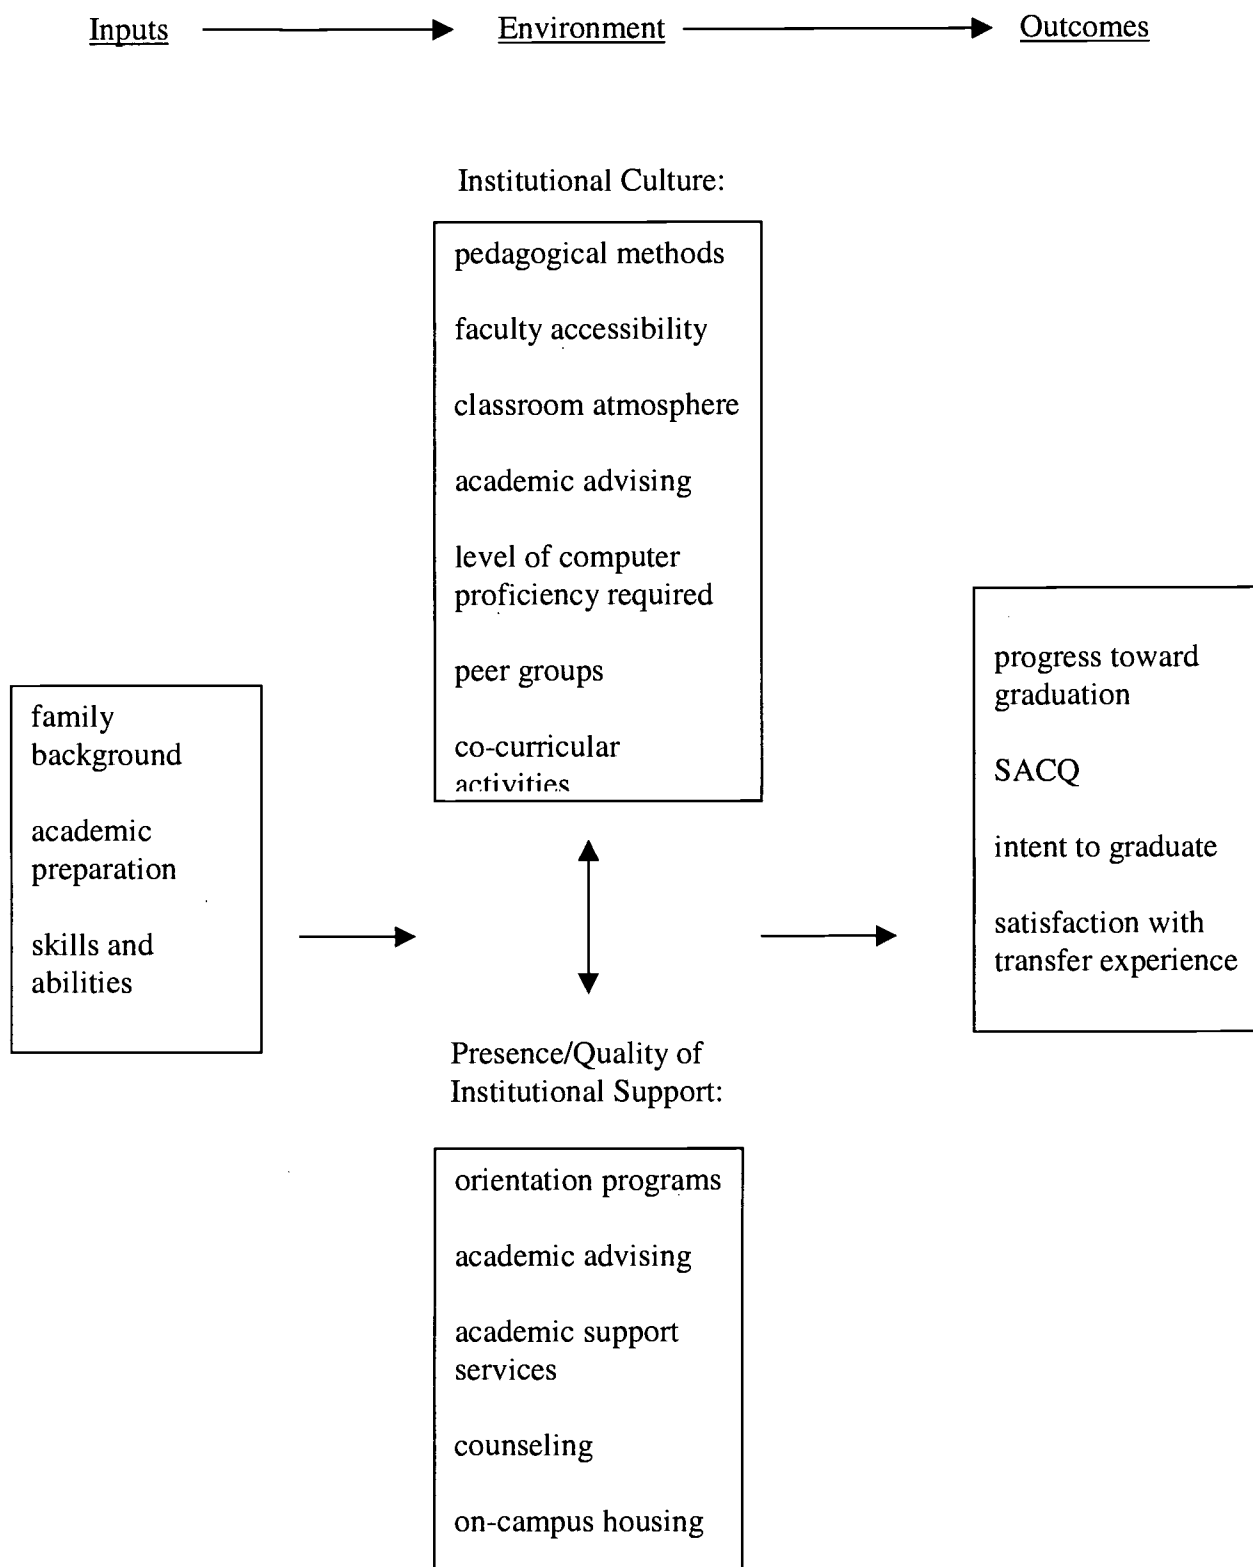 Inputs
Environment
Outcomes
Institutional Culture:
pedagogical methods
faculty accessibility
classroom atmosphere
academic advising
level of computer
proficiency required
peer groups
co-curricular
activities
family
background
academic
preparation
skills and
abilities
progress toward
graduation
SACQ
intent to graduate
satisfaction with
transfer experience
Presence/Quality of
Institutional Support:
orientation programs
academic advising
academic support
services
counseling
on-campus housing